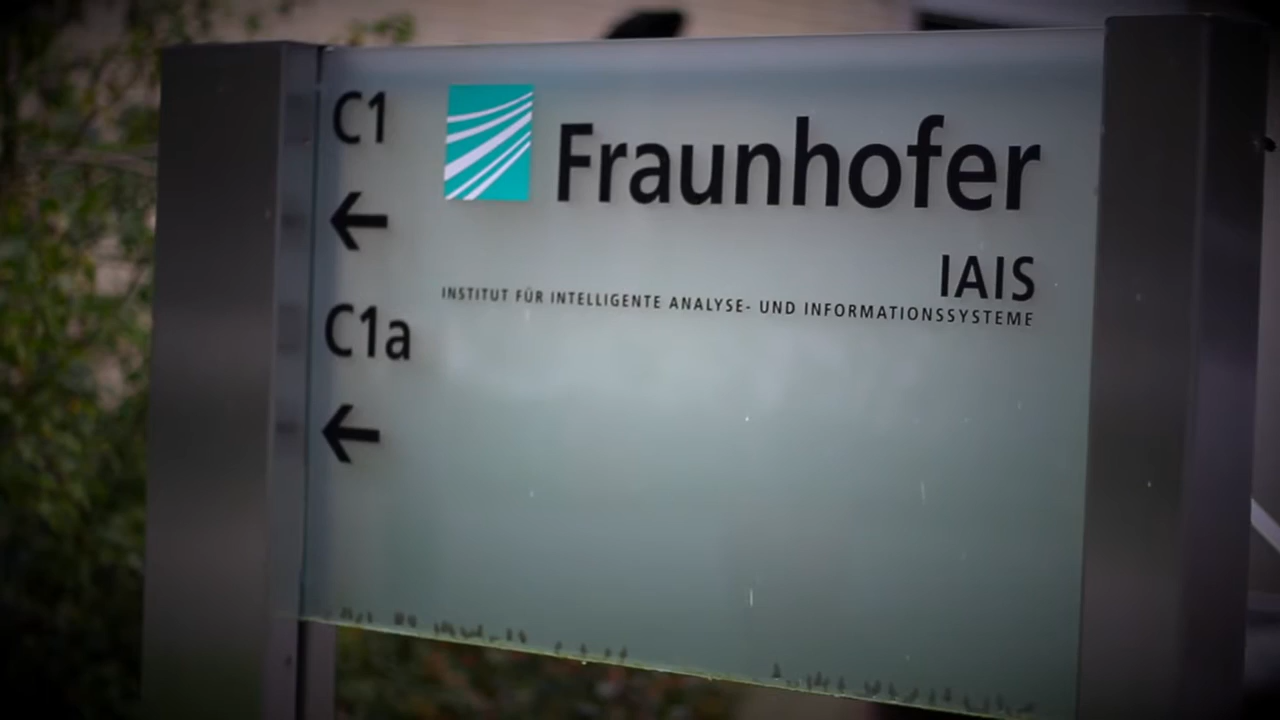 C1
←
C1a
←
Fraunhofer
IAIS
INSTITUT FÜR INTELLIGENTE ANALYSE- UND INFORMATIONSSYSTEME